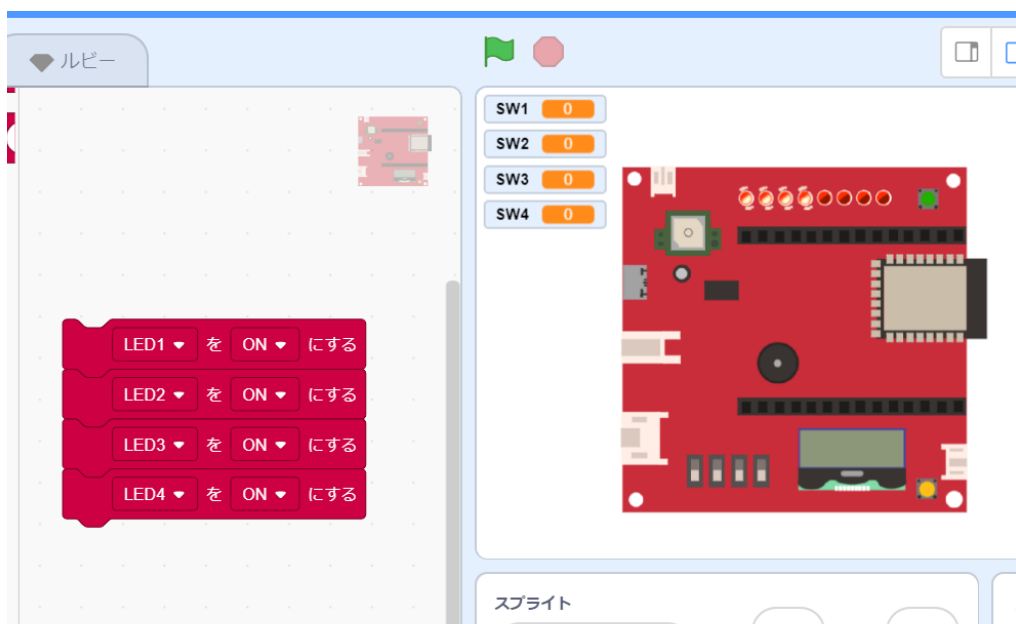 ルビー
SW1 0
SW2 0
SW3 0
SW4 0
LED1 を ON にする
LED2 を ON にする
LED3 を ON にする
LED4 を ON にする
スプライト